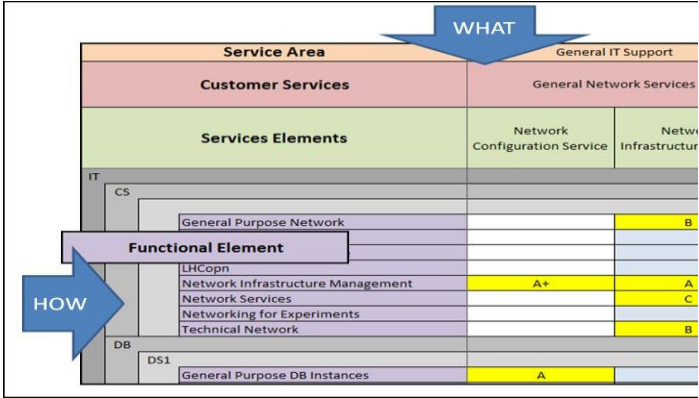 WHAT
Service Area
General IT Support
Customer Services
General Network Services
Services Elements
Network
Configuration Service
Netwo
Infrastructur
IT
CS
General Purpose Network
B
Functional Element
LHCopn
Network Infrastructure Management
A+
A
HOW
Network Services
C
Networking for Experiments
Technical Network
B
DB
DS1
General Purpose DB Instances
A